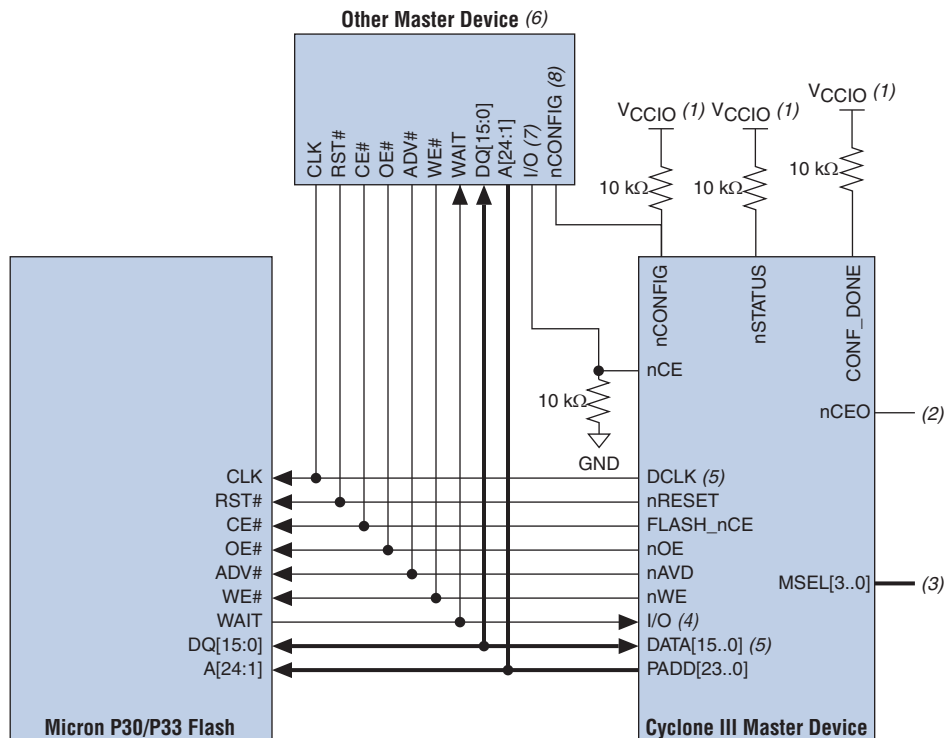 Other Master Device (6)
CLK
RST#
CE#
OE#
ADV#
WE#
WAIT
DQ[15:0]
A[24:1]
I/O (7)
nCONFIG (8)
VCCIO (1)
VCCIO (1)
VCCIO (1)
10 kΩ
10 kΩ
10 kΩ
nCONFIG
nSTATUS
CONF_DONE
nCE
10 kΩ
GND
nCEO
(2)
CLK
DCLK (5)
RST#
nRESET
CE#
FLASH_nCE
OE#
nOE
ADV#
nAVD
MSEL[3..0]
(3)
WE#
nWE
WAIT
I/O (4)
DQ[15:0]
DATA[15..0] (5)
A[24:1]
PADD[23..0]
Micron P30/P33 Flash
Cyclone III Master Device